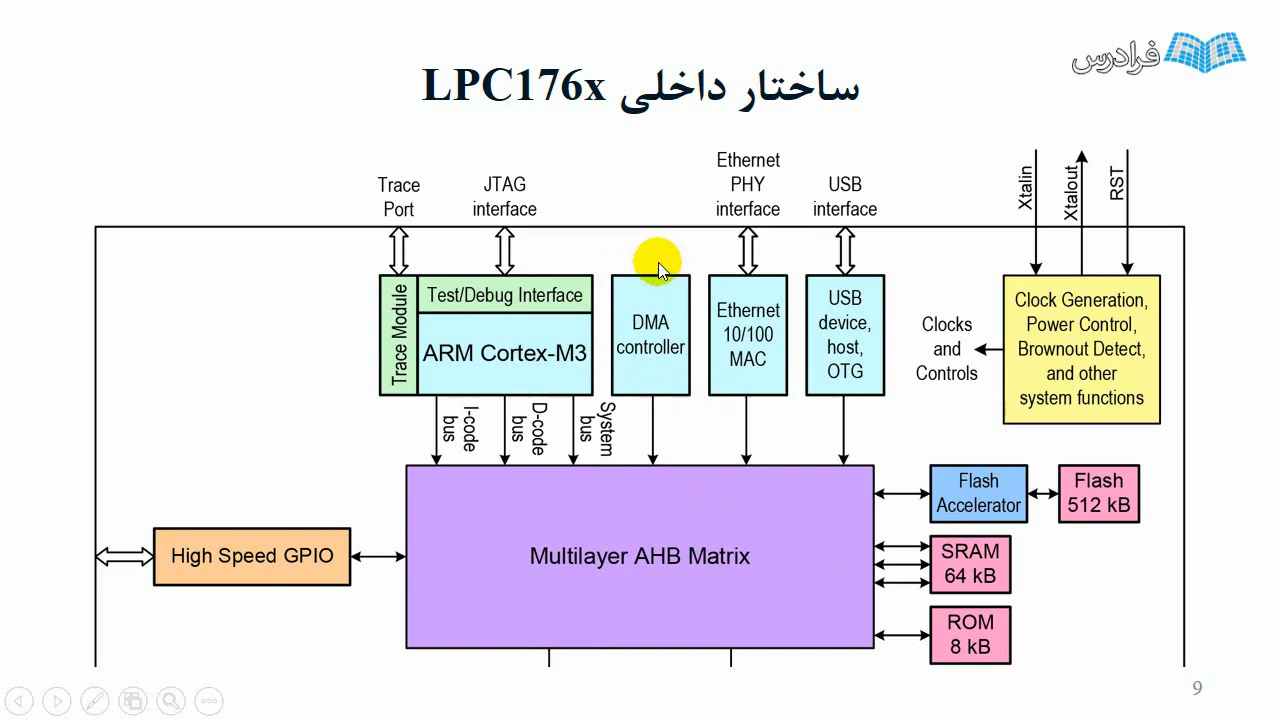 فرادرس
ساختار داخلی LPC176x
Trace
Port
JTAG
interface
Ethernet
PHY
interface
USB
interface
Xtalin
Xtalout
RST
Trace Module
Test/Debug Interface
ARM Cortex-M3
DMA
controller
Ethernet
10/100
MAC
USB
device,
host,
OTG
Clocks
and
Controls
Clock Generation,
Power Control,
Brownout Detect,
and other
system functions
I-code
bus
D-code
bus
System
bus
Flash
Accelerator
Flash
512 kB
High Speed GPIO
Multilayer AHB Matrix
SRAM
64 kB
ROM
8 kB
9